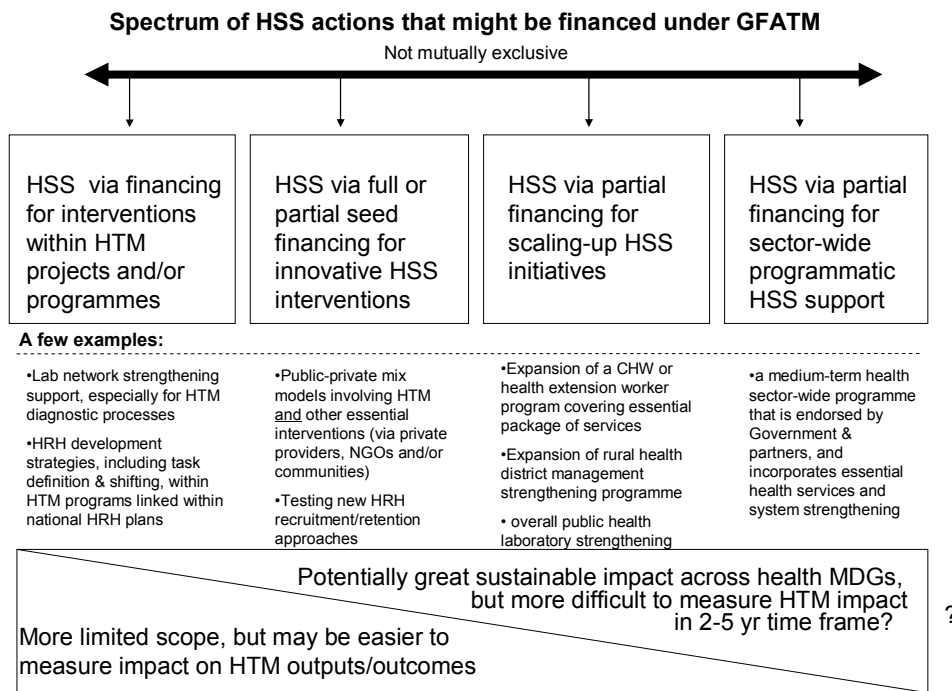 Spectrum of HSS actions that might be financed under GFATM
Not mutually exclusive
HSS via financing
for interventions
within HTM
projects and/or
programmes
HSS via full or
partial seed
financing for
innovative HSS
interventions
HSS via partial
financing for
scaling-up HSS
initiatives
HSS via partial
financing for
sector-wide
programmatic
HSS support
A few examples:
•Lab network strengthening
support, especially for HTM
diagnostic processes
•HRH development
strategies, including task
definition & shifting, within
HTM programs linked within
national HRH plans
•Public-private mix
models involving HTM
and other essential
interventions (via private
providers, NGOs and/or
communities)
•Testing new HRH
recruitment/retention
approaches
•Expansion of a CHW or
health extension worker
program covering essential
package of services
•Expansion of rural health
district management
strengthening programme
• overall public health
laboratory strengthening
•a medium-term health
sector-wide programme
that is endorsed by
Government &
partners, and
incorporates essential
health services and
system strengthening
Potentially great sustainable impact across health MDGs,
but more difficult to measure HTM impact
in 2-5 yr time frame?
?
More limited scope, but may be easier to
measure impact on HTM outputs/outcomes